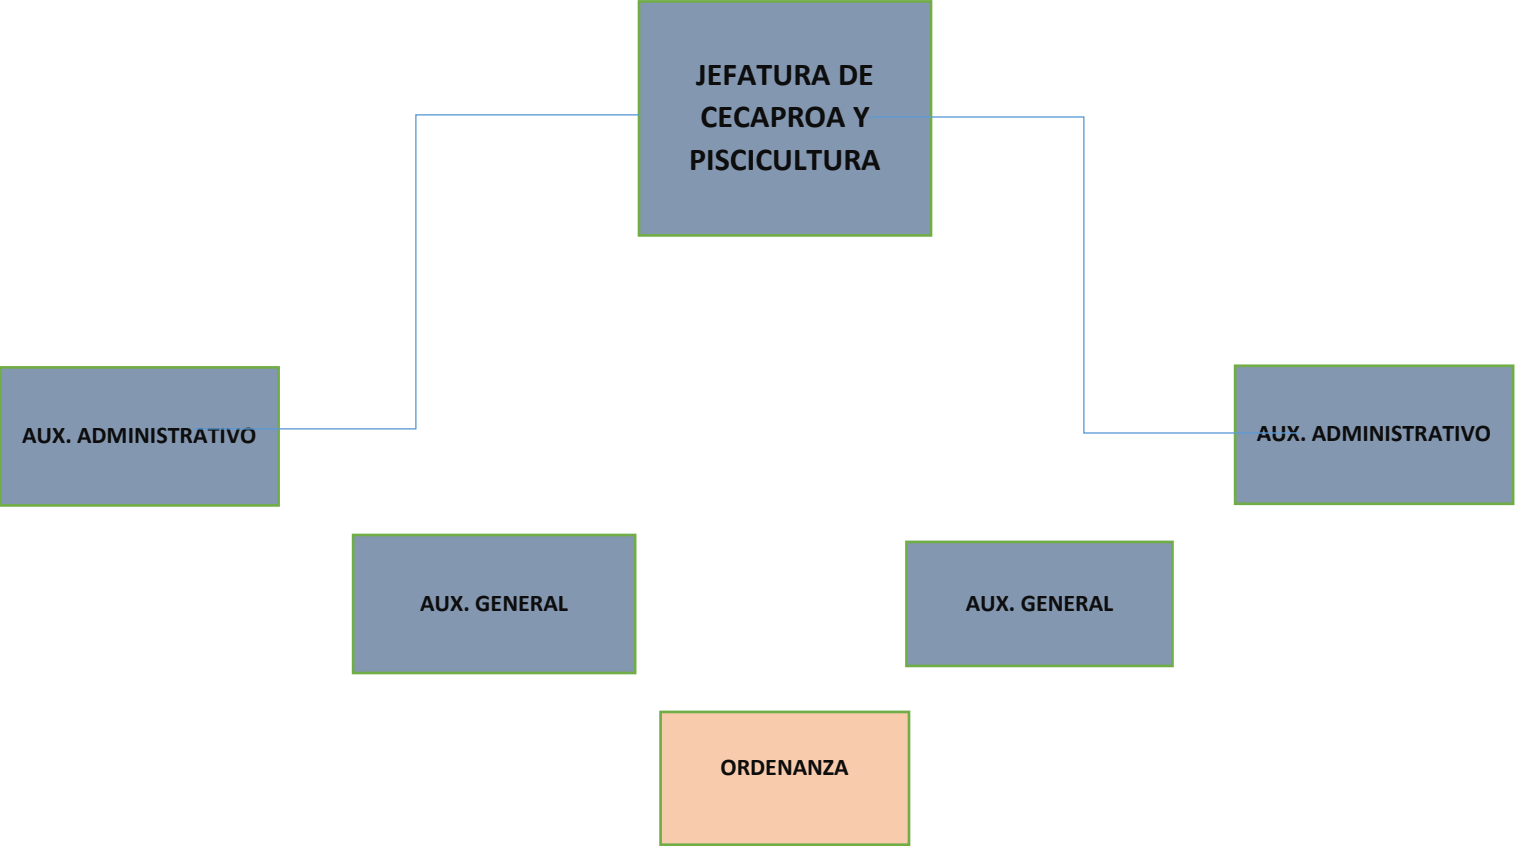 JEFATURA DE
CECAPROA Y
PISCICULTURA
AUX. ADMINISTRATIVO
AUX. ADMINISTRATIVO
AUX. GENERAL
AUX. GENERAL
ORDENANZA